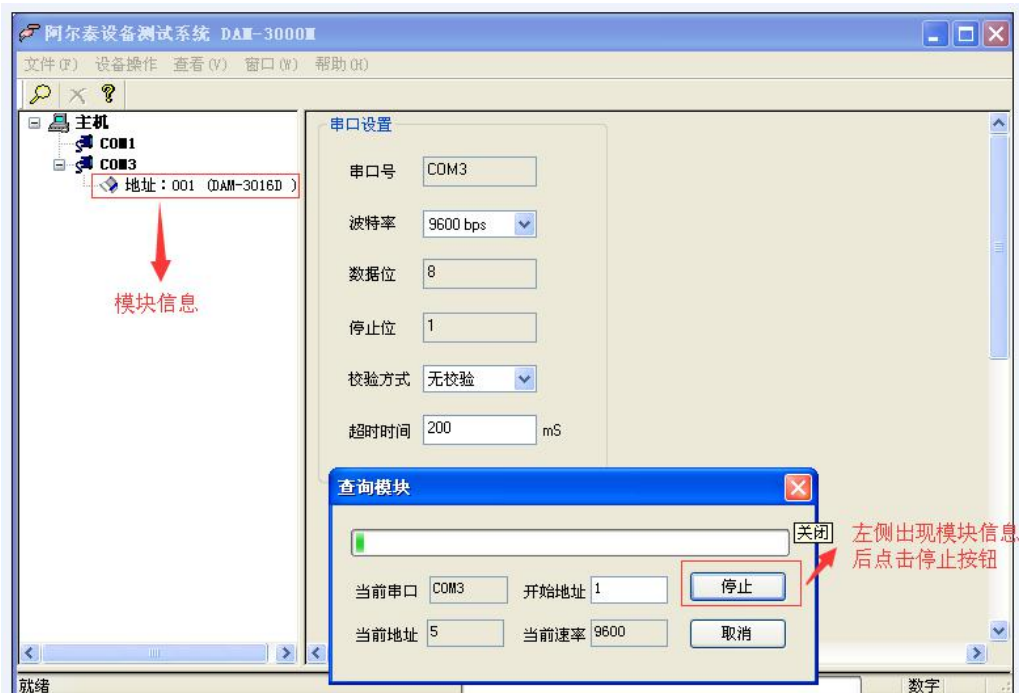 阿尔泰设备测试系统 DAM-3000M
文件(F) 设备操作 查看(V) 窗口(W) 帮助(H)
主机
COM1
COM3
地址：001 (DAM-3016D )
模块信息
串口设置
串口号 COM3
波特率 9600 bps
数据位 8
停止位 1
校验方式 无校验
超时时间 200 mS
查询模块
关闭
当前串口 COM3 开始地址 1 停止
当前地址 5 当前速率 9600 取消
左侧出现模块信息
后点击停止按钮
就绪 数字